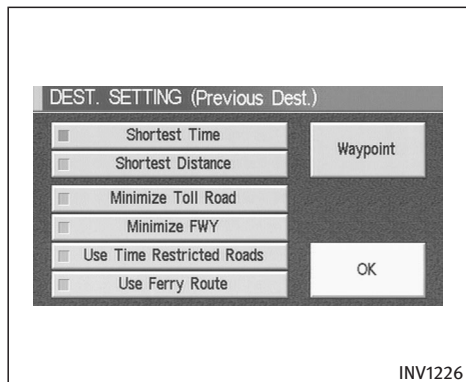 DEST. SETTING (Previous Dest.)
Shortest Time
Shortest Distance
Waypoint
Minimize Toll Road
Minimize FWY
Use Time Restricted Roads
Use Ferry Route
OK
INV1226